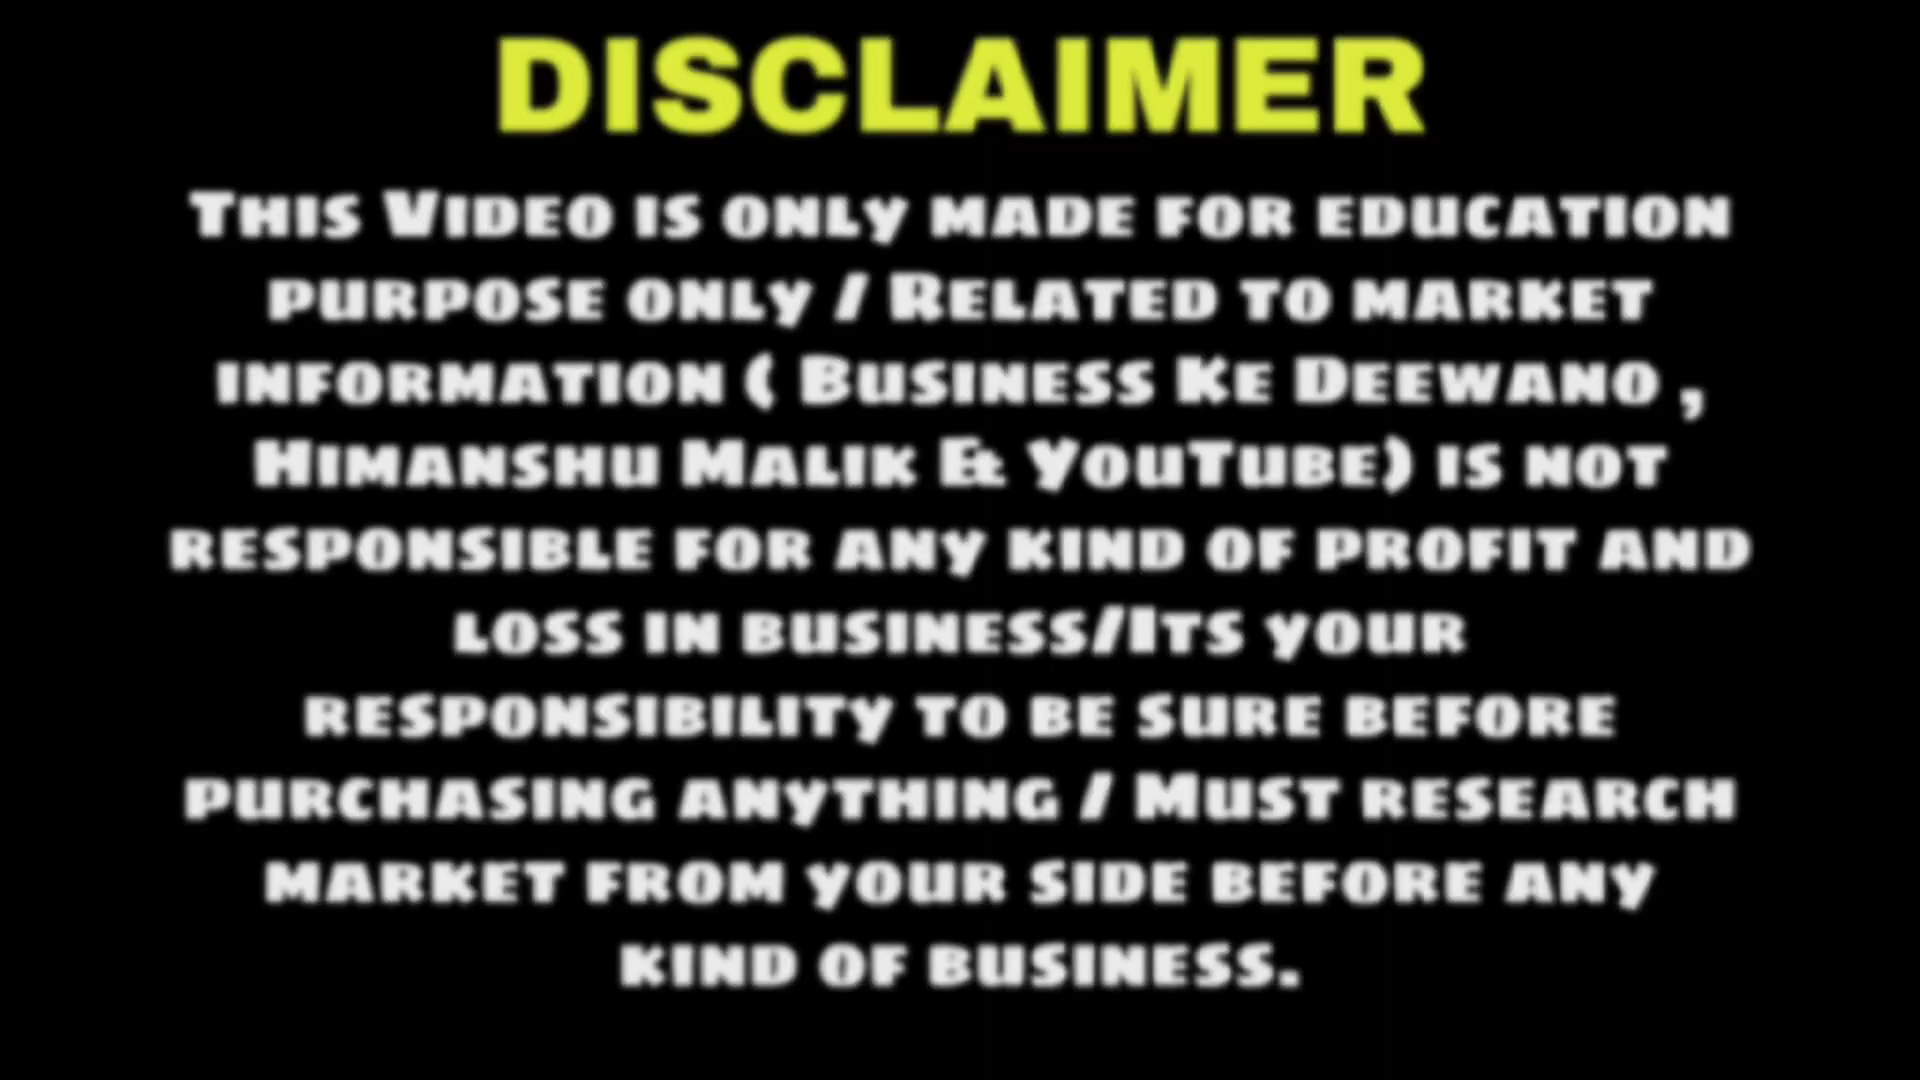 DISCLAIMER
This Video is only made for education
purpose only / Related to market
information ( Business Ke Deewano ,
Himanshu Malik & YouTube) is not
responsible for any kind of profit and
loss in business/Its your
responsibility to be sure before
purchasing anything / Must research
market from your side before any
kind of business.